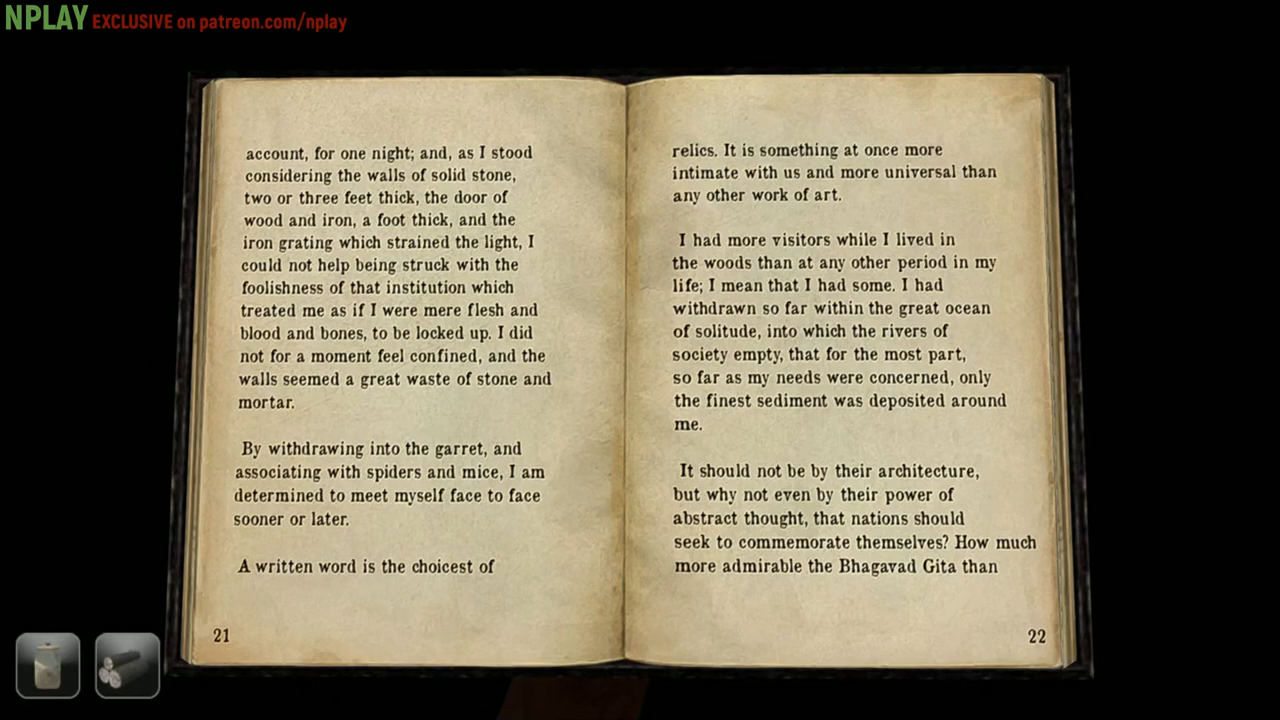 NPLAY EXCLUSIVE on patreon.com/nplay
account, for one night; and, as I stood
considering the walls of solid stone,
two or three feet thick, the door of
wood and iron, a foot thick, and the
iron grating which strained the light, I
could not help being struck with the
foolishness of that institution which
treated me as if I were mere flesh and
blood and bones, to be locked up. I did
not for a moment feel confined, and the
walls seemed a great waste of stone and
mortar.
By withdrawing into the garret, and
associating with spiders and mice, I am
determined to meet myself face to face
sooner or later.
A written word is the choicest of
21
relics. It is something at once more
intimate with us and more universal than
any other work of art.
I had more visitors while I lived in
the woods than at any other period in my
life; I mean that I had some. I had
withdrawn so far within the great ocean
of solitude, into which the rivers of
society empty, that for the most part,
so far as my needs were concerned, only
the finest sediment was deposited around
me.
It should not be by their architecture,
but why not even by their power of
abstract thought, that nations should
seek to commemorate themselves? How much
more admirable the Bhagavad Gita than
22